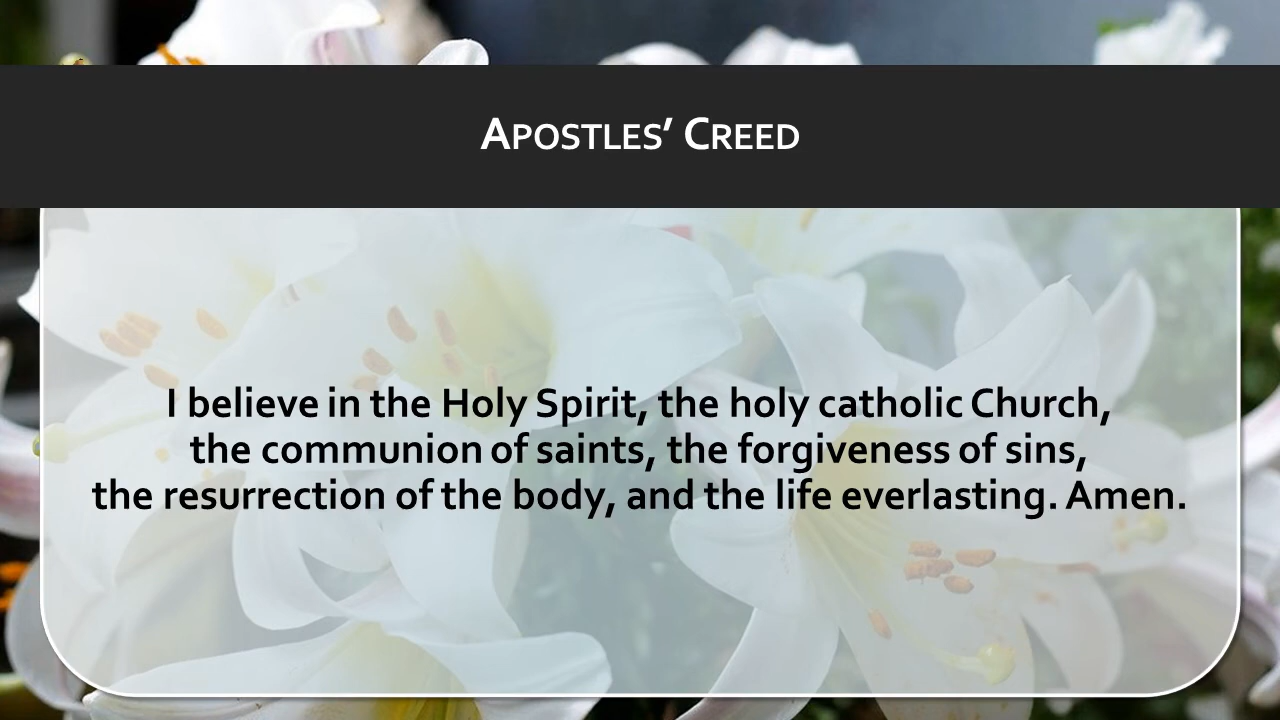 Apostles’ Creed
I believe in the Holy Spirit, the holy catholic Church,
the communion of saints, the forgiveness of sins,
the resurrection of the body, and the life everlasting. Amen.